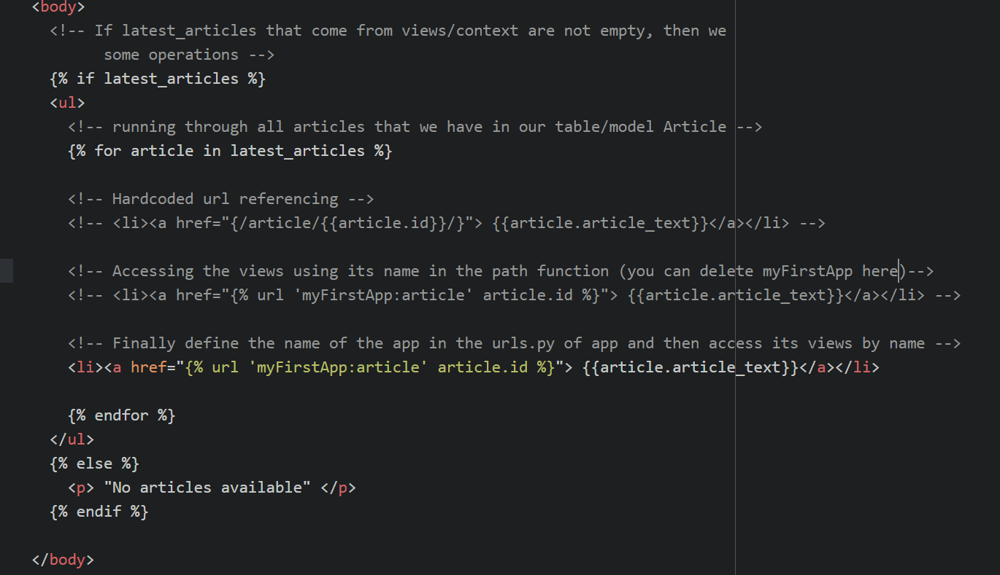 <body>
<!-- If latest_articles that come from views/context are not empty, then we
some operations -->
{% if latest_articles %}
<ul>
<!-- running through all articles that we have in our table/model Article -->
{% for article in latest_articles %}
<!-- Hardcoded url referencing -->
<!-- <li><a href="{/article/{{article.id}}/}"> {{article.article_text}}</a></li> -->
<!-- Accessing the views using its name in the path function (you can delete myFirstApp here)-->
<!-- <li><a href="{% url 'myFirstApp:article' article.id %}"> {{article.article_text}}</a></li> -->
<!-- Finally define the name of the app in the urls.py of app and then access its views by name -->
<li><a href="{% url 'myFirstApp:article' article.id %}"> {{article.article_text}}</a></li>
{% endfor %}
</ul>
{% else %}
<p> "No articles available" </p>
{% endif %}
</body>